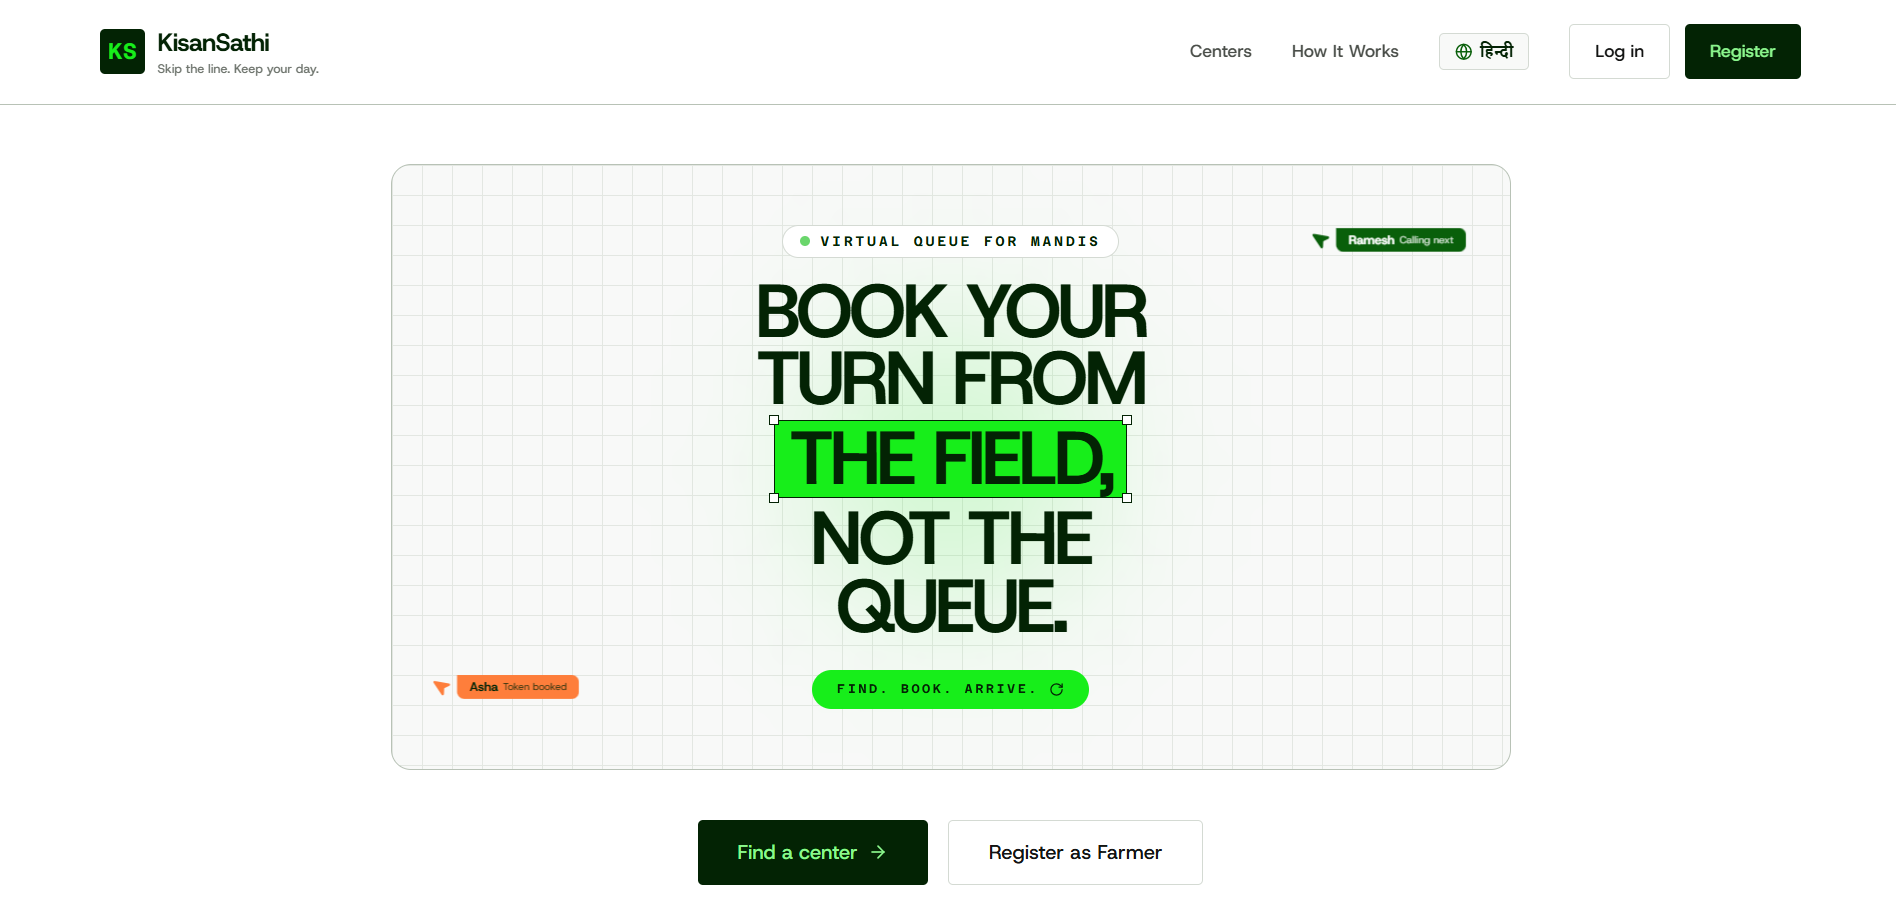 KS
KisanSathi
Skip the line. Keep your day.
Centers
How It Works
हिन्दी
Log in
Register
VIRTUAL QUEUE FOR MANDIS
Ramesh Calling next
BOOK YOUR
TURN FROM
THE FIELD,
NOT THE
QUEUE.
Asha Token booked
FIND. BOOK. ARRIVE.
Find a center
Register as Farmer